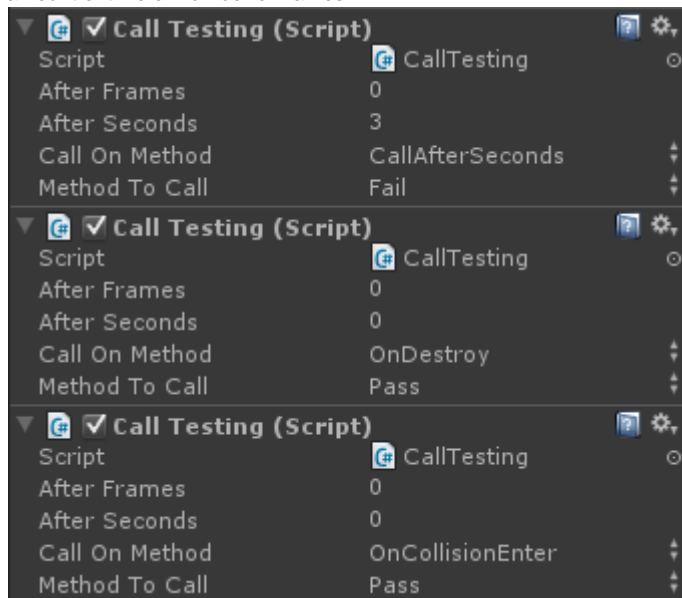 Call Testing (Script)
Script CallTesting
After Frames 0
After Seconds 3
Call On Method CallAfterSeconds
Method To Call Fail
Call Testing (Script)
Script CallTesting
After Frames 0
After Seconds 0
Call On Method OnDestroy
Method To Call Pass
Call Testing (Script)
Script CallTesting
After Frames 0
After Seconds 0
Call On Method OnCollisionEnter
Method To Call Pass